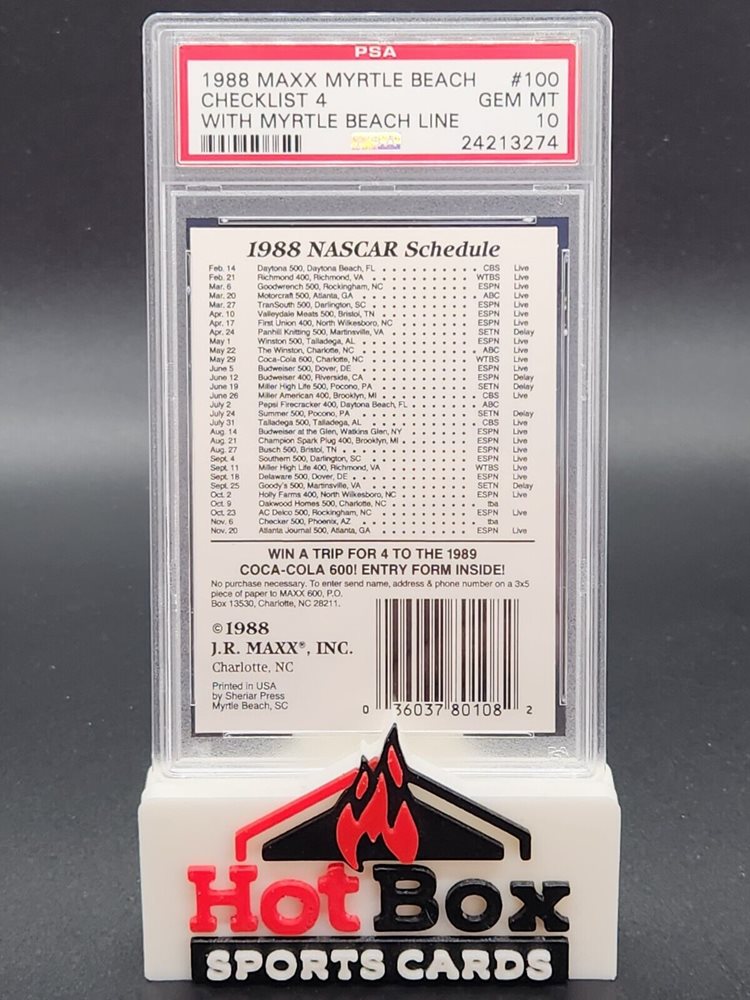 PSA
1988 MAXX MYRTLE BEACH #100
CHECKLIST 4 GEM MT
WITH MYRTLE BEACH LINE 10
24213274
1988 NASCAR Schedule
Feb. 14 Daytona 500, Daytona Beach, FL CBS Live
Feb. 21 Richmond 400, Richmond, VA WTBS Live
Mar. 6 Goodwrench 500, Rockingham, NC ESPN Live
Mar. 20 Motorcraft 500, Atlanta, GA ABC Live
Mar. 27 TranSouth 500, Darlington, SC ESPN Live
Apr. 10 Valleydale Meats 500, Bristol, TN ESPN Live
Apr. 17 First Union 400, North Wilkesboro, NC ESPN Live
Apr. 24 Panhill Knitting 500, Martinsville, VA SETN Delay
May 1 Winston 500, Talladega, AL ESPN Live
May 22 The Winston, Charlotte, NC ABC Live
May 29 Coca-Cola 600, Charlotte, NC WTBS Live
June 5 Budweiser 500, Dover, DE ESPN Live
June 12 Budweiser 400, Riverside, CA ESPN Delay
June 19 Miller High Life 500, Pocono, PA SETN Delay
June 26 Miller American 400, Brooklyn, MI CBS Live
July 2 Pepsi Firecracker 400, Daytona Beach, FL ABC
July 24 Summer 500, Pocono, PA SETN Delay
July 31 Talladega 500, Talladega, AL CBS Live
Aug. 14 Budweiser at the Glen, Watkins Glen, NY ESPN Live
Aug. 21 Champion Spark Plug 400, Brooklyn, MI ESPN Live
Aug. 27 Busch 500, Bristol, TN ESPN Live
Sept. 4 Southern 500, Darlington, SC ESPN Live
Sept. 11 Miller High Life 400, Richmond, VA WTBS Live
Sept. 18 Delaware 500, Dover, DE ESPN Live
Sept. 25 Goody's 500, Martinsville, VA SETN Delay
Oct. 2 Holly Farms 400, North Wilkesboro, NC ESPN Live
Oct. 9 Oakwood Homes 500, Charlotte, NC tba
Oct. 23 AC Delco 500, Rockingham, NC ESPN Live
Nov. 6 Checker 500, Phoenix, AZ tba
Nov. 20 Atlanta Journal 500, Atlanta, GA ESPN Live
WIN A TRIP FOR 4 TO THE 1989
COCA-COLA 600! ENTRY FORM INSIDE!
No purchase necessary. To enter send name, address & phone number on a 3x5
piece of paper to MAXX 600, P.O.
Box 13530, Charlotte, NC 28211.
©1988
J.R. MAXX®, INC.
Charlotte, NC
Printed in USA
by Sheriar Press
Myrtle Beach, SC
0 36037 80108 2
Hot Box
SPORTS CARDS